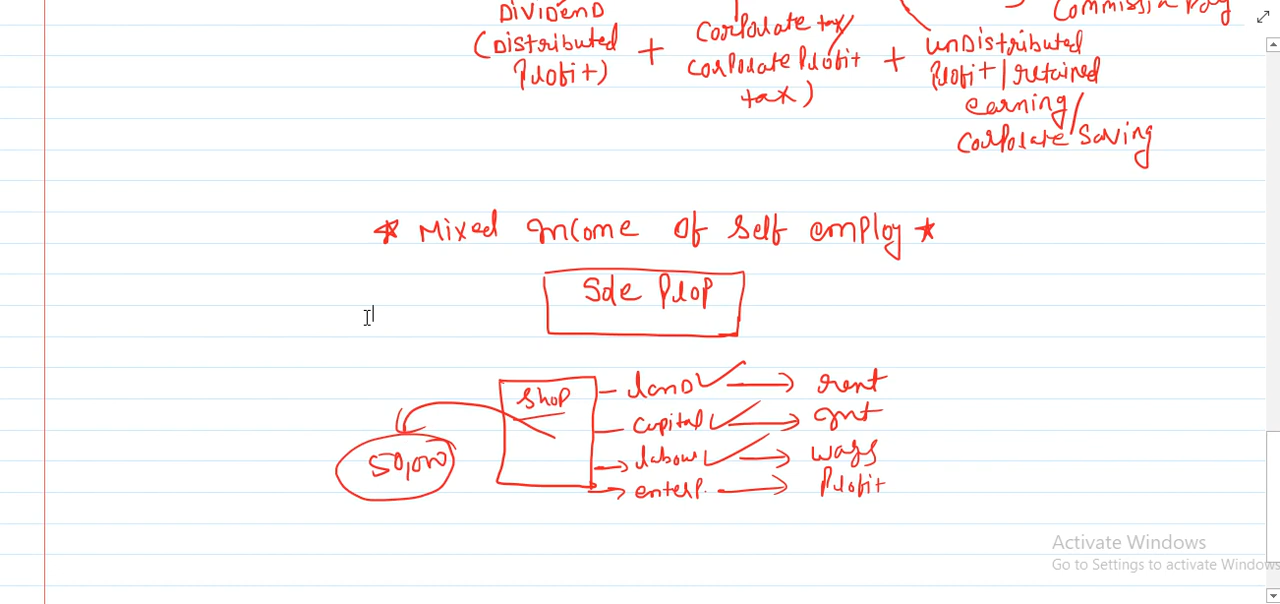 Dividend
(Distributed Profit) + Corporate tax/ Corporate Profit tax) + unDistributed Profit/retained earning/ Corporate Saving
Commission Pay
* Mixed Income Of Self employ *
Sole Prop
Shop
50,000
land → rent
capital → Int
labour → wags
enterp. → Profit
Activate Windows
Go to Settings to activate Windows